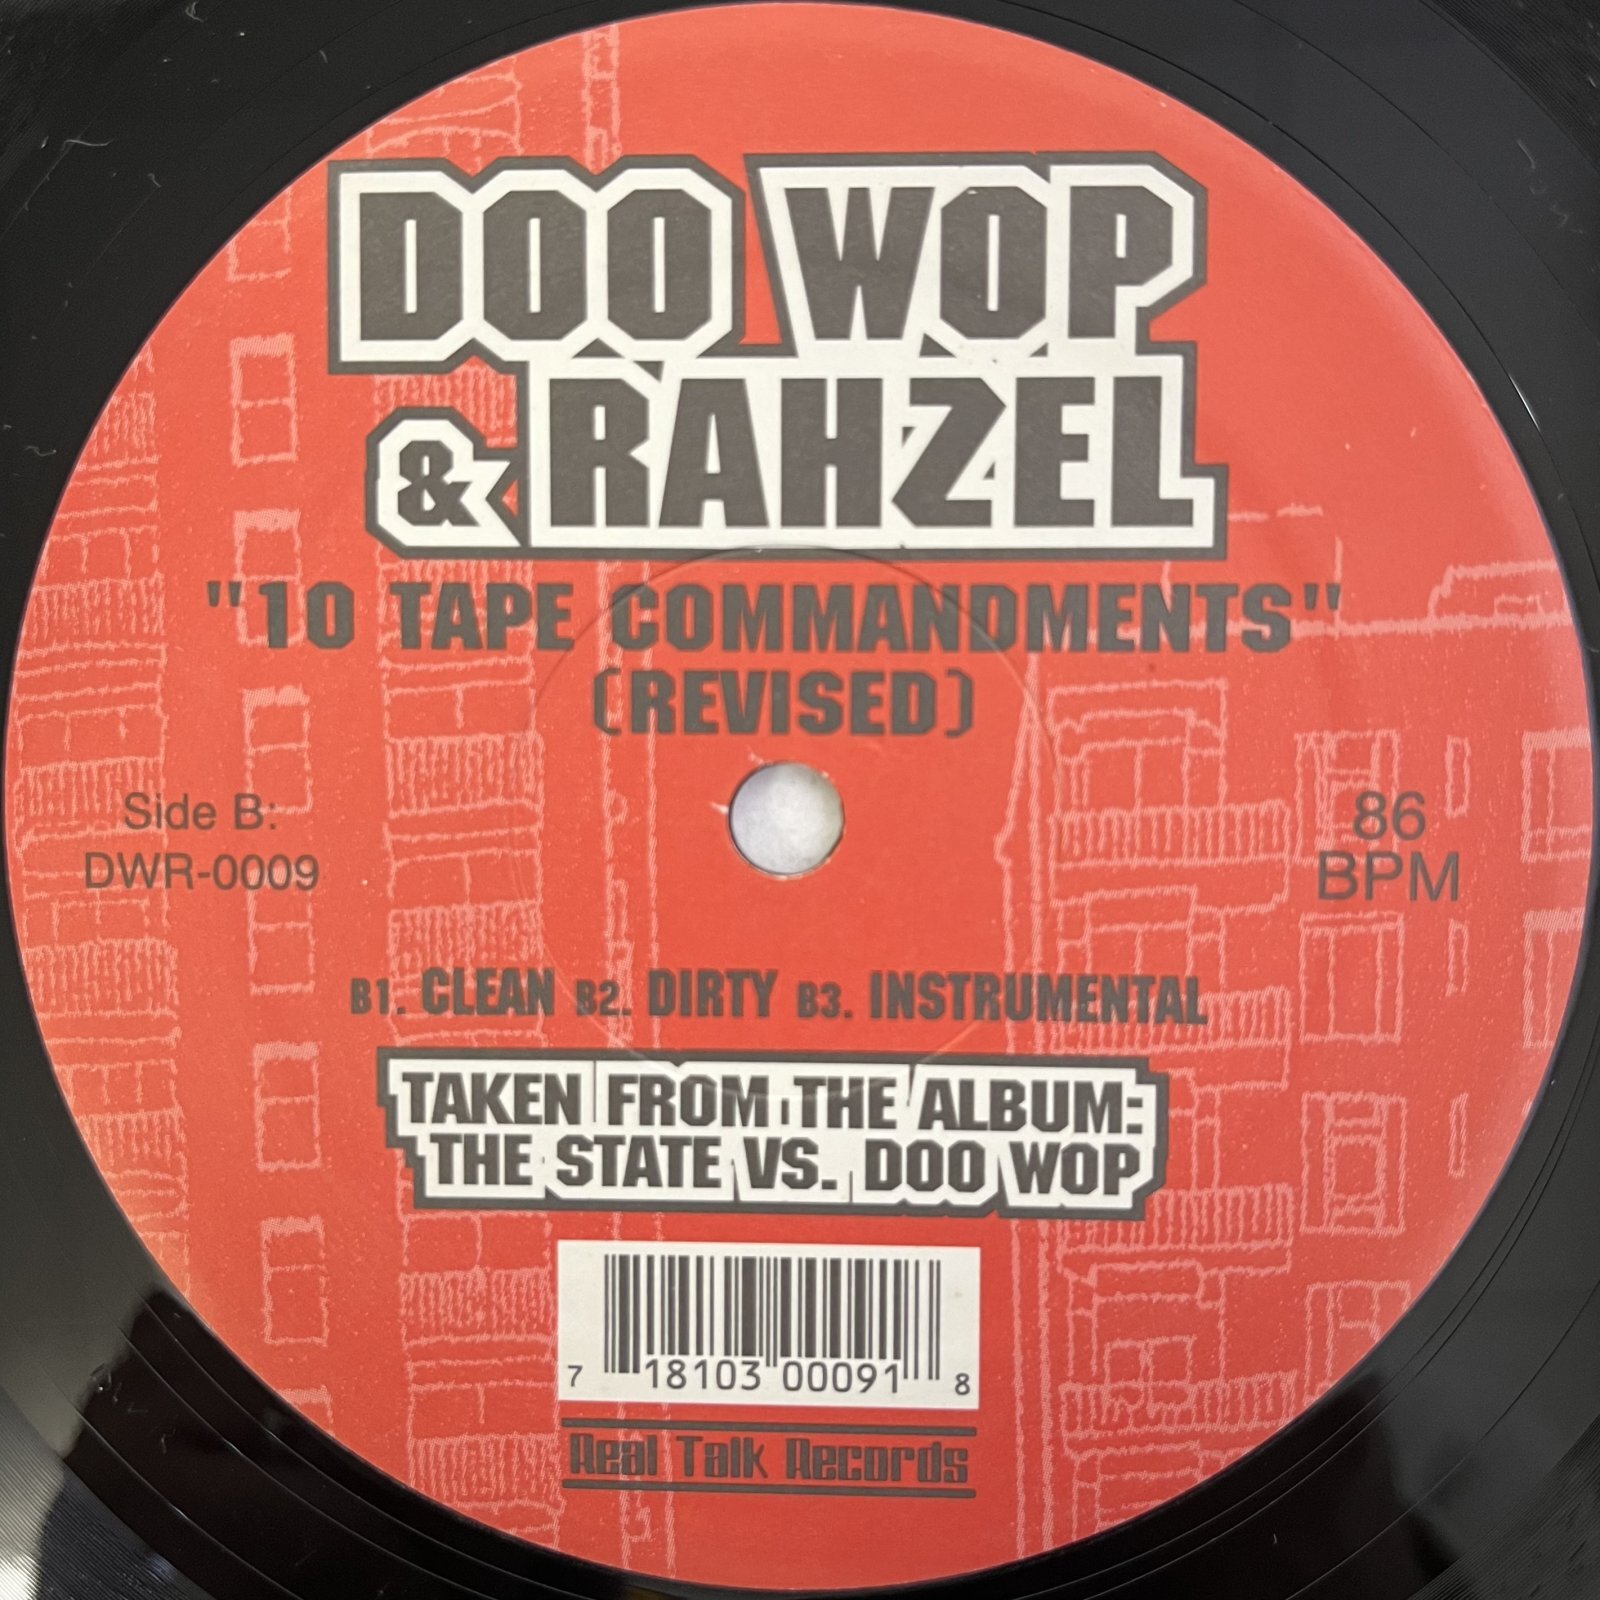 DOO WOP
& RAHZEL
"10 TAPE COMMANDMENTS"
(REVISED)
Side B:
DWR-0009
86
BPM
B1. CLEAN B2. DIRTY B3. INSTRUMENTAL
TAKEN FROM THE ALBUM:
THE STATE VS. DOO WOP
7 18103 00091 8
Real Talk Records